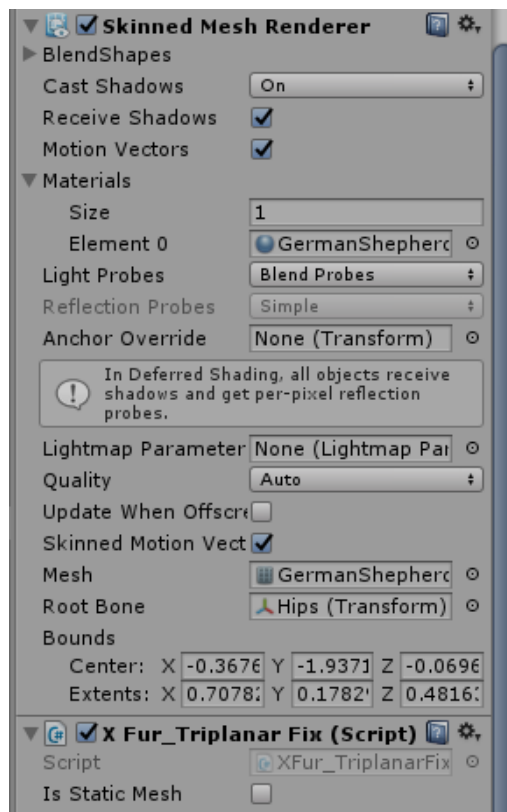 Skinned Mesh Renderer
BlendShapes
Cast Shadows On
Receive Shadows
Motion Vectors
Materials
Size 1
Element 0 GermanShepherd
Light Probes Blend Probes
Reflection Probes Simple
Anchor Override None (Transform)
In Deferred Shading, all objects receive
shadows and get per-pixel reflection
probes.
Lightmap Parameter None (Lightmap Par
Quality Auto
Update When Offscre
Skinned Motion Vect
Mesh GermanShepherd
Root Bone Hips (Transform)
Bounds
Center: X -0.3676 Y -1.9371 Z -0.0696
Extents: X 0.7078 Y 0.1782 Z 0.4816
X Fur_Triplanar Fix (Script)
Script XFur_TriplanarFix
Is Static Mesh